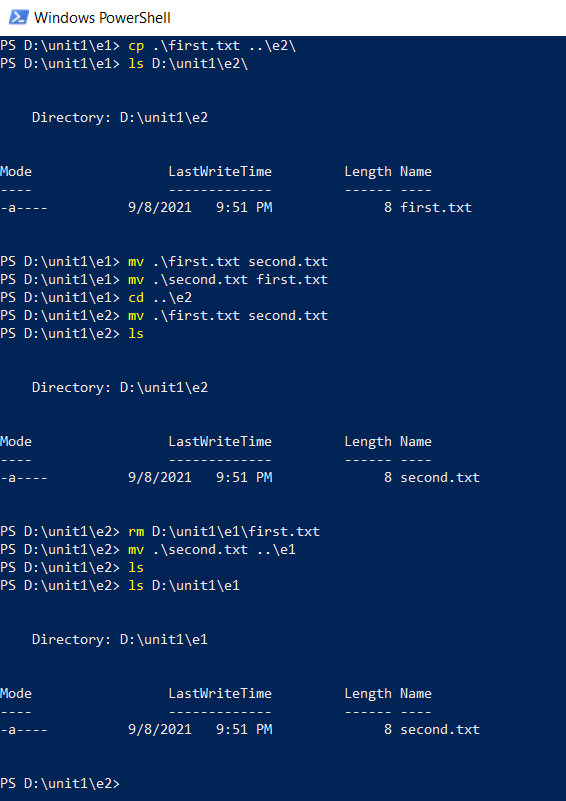 Windows PowerShell
PS D:\unit1\e1> cp .\first.txt ..\e2\
PS D:\unit1\e1> ls D:\unit1\e2\
    Directory: D:\unit1\e2
Mode                 LastWriteTime         Length Name
----                 -------------         ------ ----
-a----          9/8/2021   9:51 PM              8 first.txt
PS D:\unit1\e1> mv .\first.txt second.txt
PS D:\unit1\e1> mv .\second.txt first.txt
PS D:\unit1\e1> cd ..\e2
PS D:\unit1\e2> mv .\first.txt second.txt
PS D:\unit1\e2> ls
    Directory: D:\unit1\e2
Mode                 LastWriteTime         Length Name
----                 -------------         ------ ----
-a----          9/8/2021   9:51 PM              8 second.txt
PS D:\unit1\e2> rm D:\unit1\e1\first.txt
PS D:\unit1\e2> mv .\second.txt ..\e1
PS D:\unit1\e2> ls
PS D:\unit1\e2> ls D:\unit1\e1
    Directory: D:\unit1\e1
Mode                 LastWriteTime         Length Name
----                 -------------         ------ ----
-a----          9/8/2021   9:51 PM              8 second.txt
PS D:\unit1\e2>